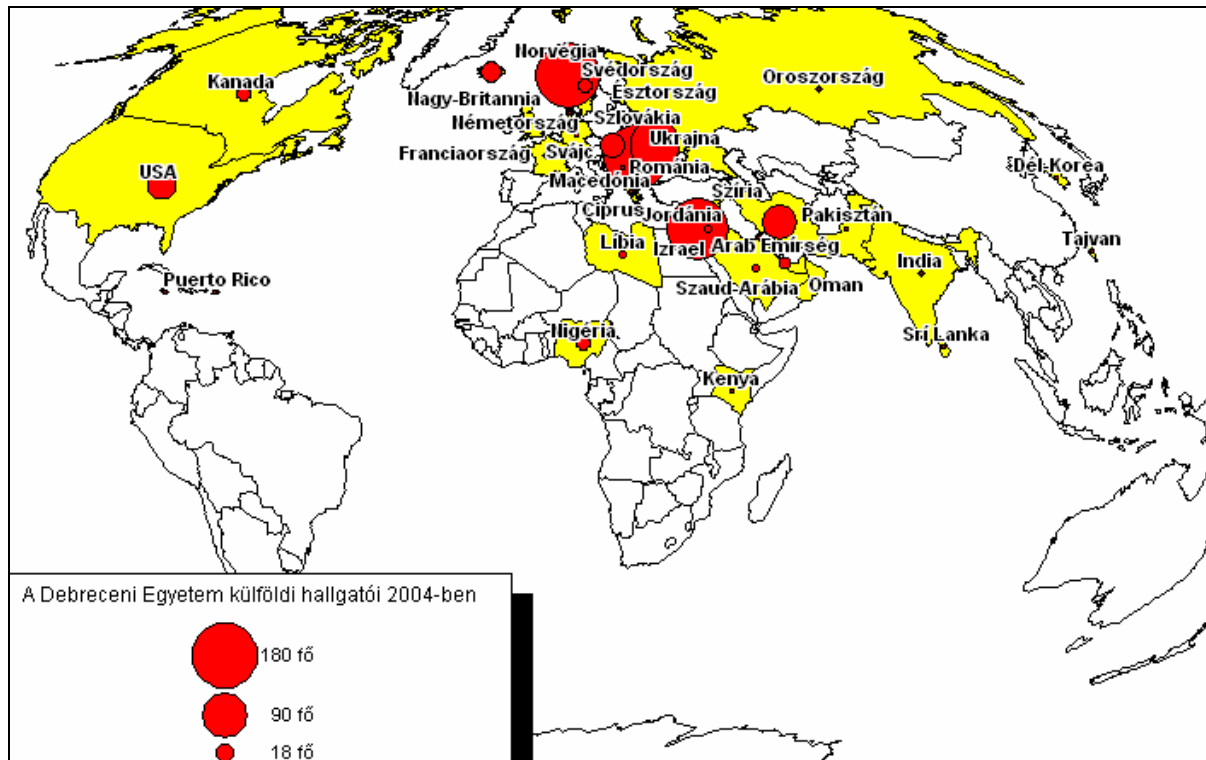 Norvégia
Svédország
Oroszország
Kanada
Észtország
Nagy-Britannia
Szlovákia
Németország
Ukrajna
Franciaország
Svájc
Dél-Korea
USA
Románia
Macedónia
Szíria
Ciprus
Jordánia
Pakisztán
Izrael
Arab Emírség
Líbia
Tajvan
India
Puerto Rico
Szaud-Arábia
Oman
Nigéria
Srí Lanka
Kenya
A Debreceni Egyetem külföldi hallgatói 2004-ben
180 fő
90 fő
18 fő